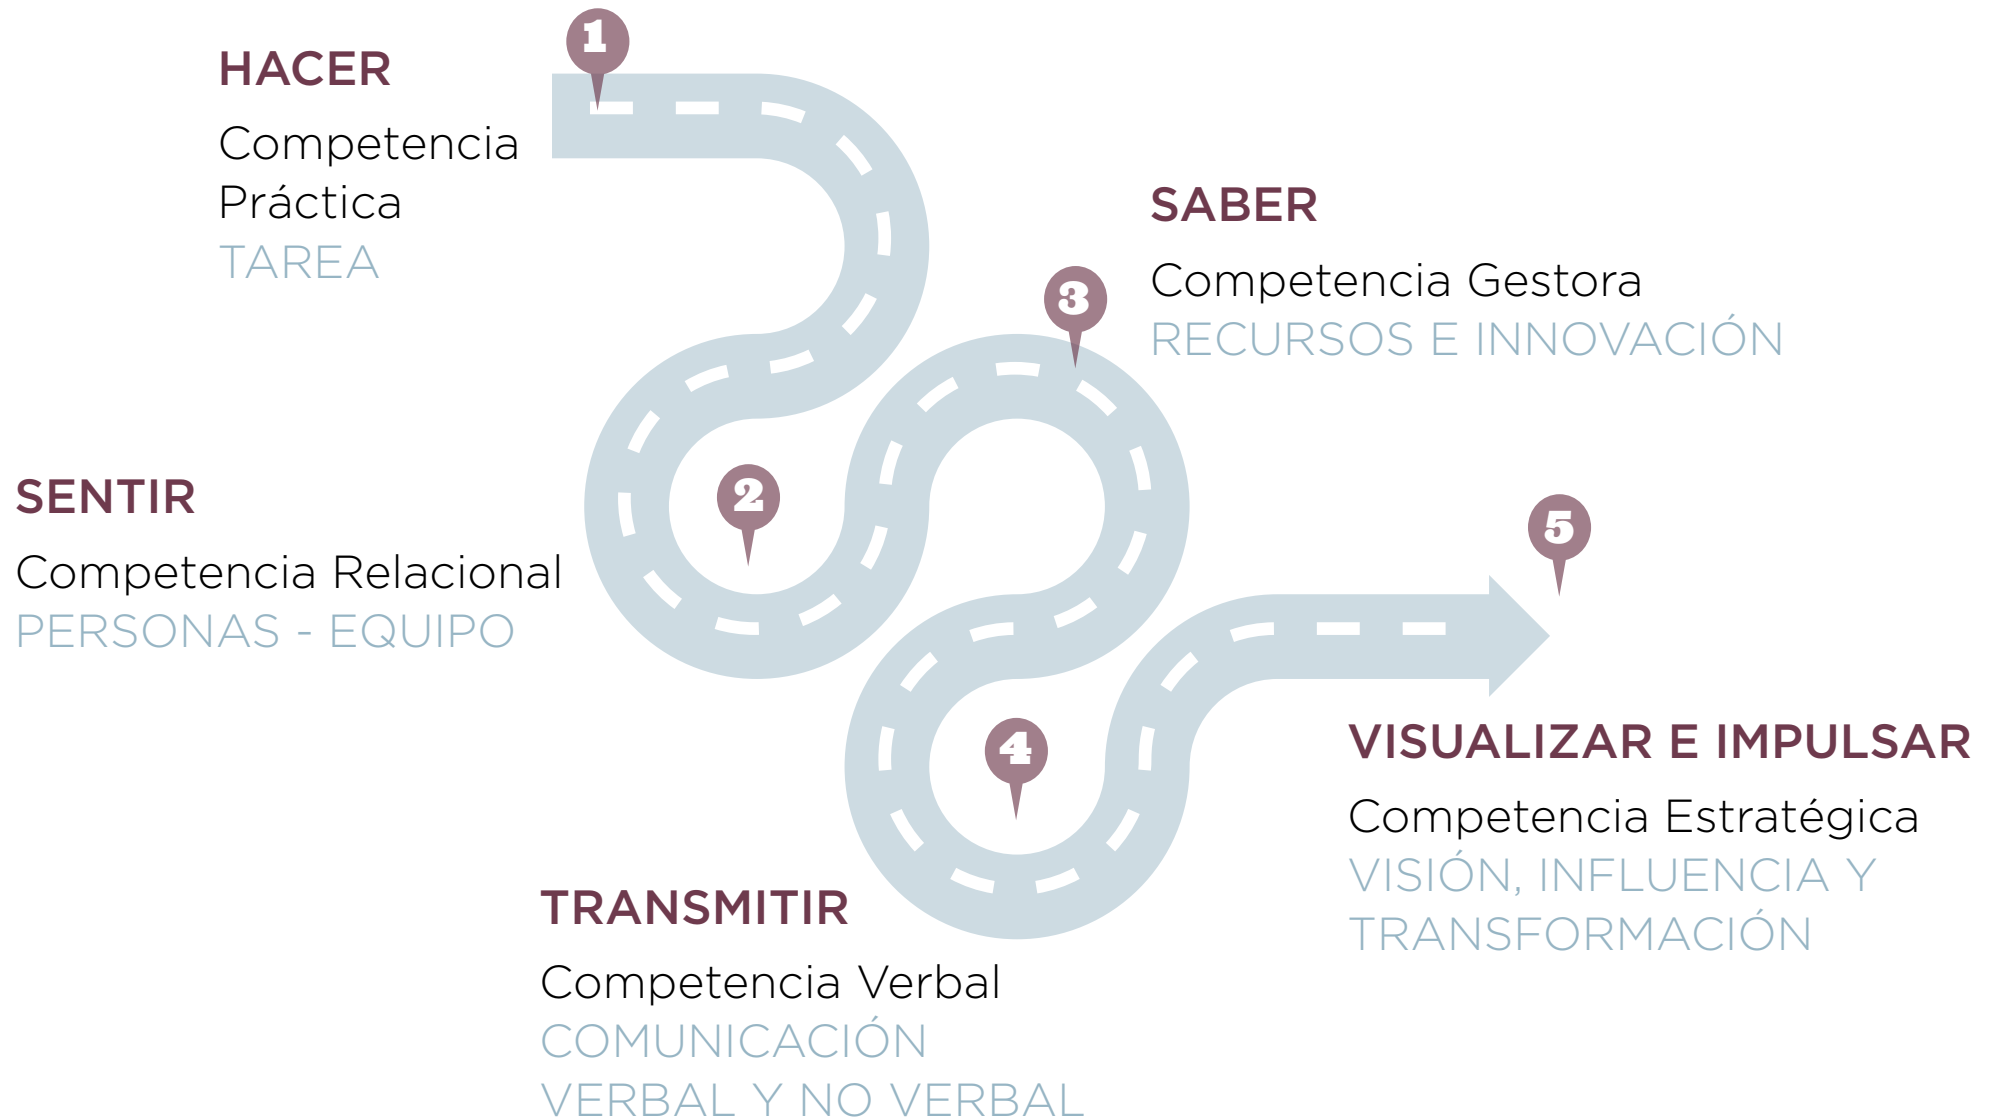 1
HACER
Competencia
Práctica
TAREA
2
SENTIR
Competencia Relacional
PERSONAS - EQUIPO
3
SABER
Competencia Gestora
RECURSOS E INNOVACIÓN
4
TRANSMITIR
Competencia Verbal
COMUNICACIÓN
VERBAL Y NO VERBAL
5
VISUALIZAR E IMPULSAR
Competencia Estratégica
VISIÓN, INFLUENCIA Y
TRANSFORMACIÓN